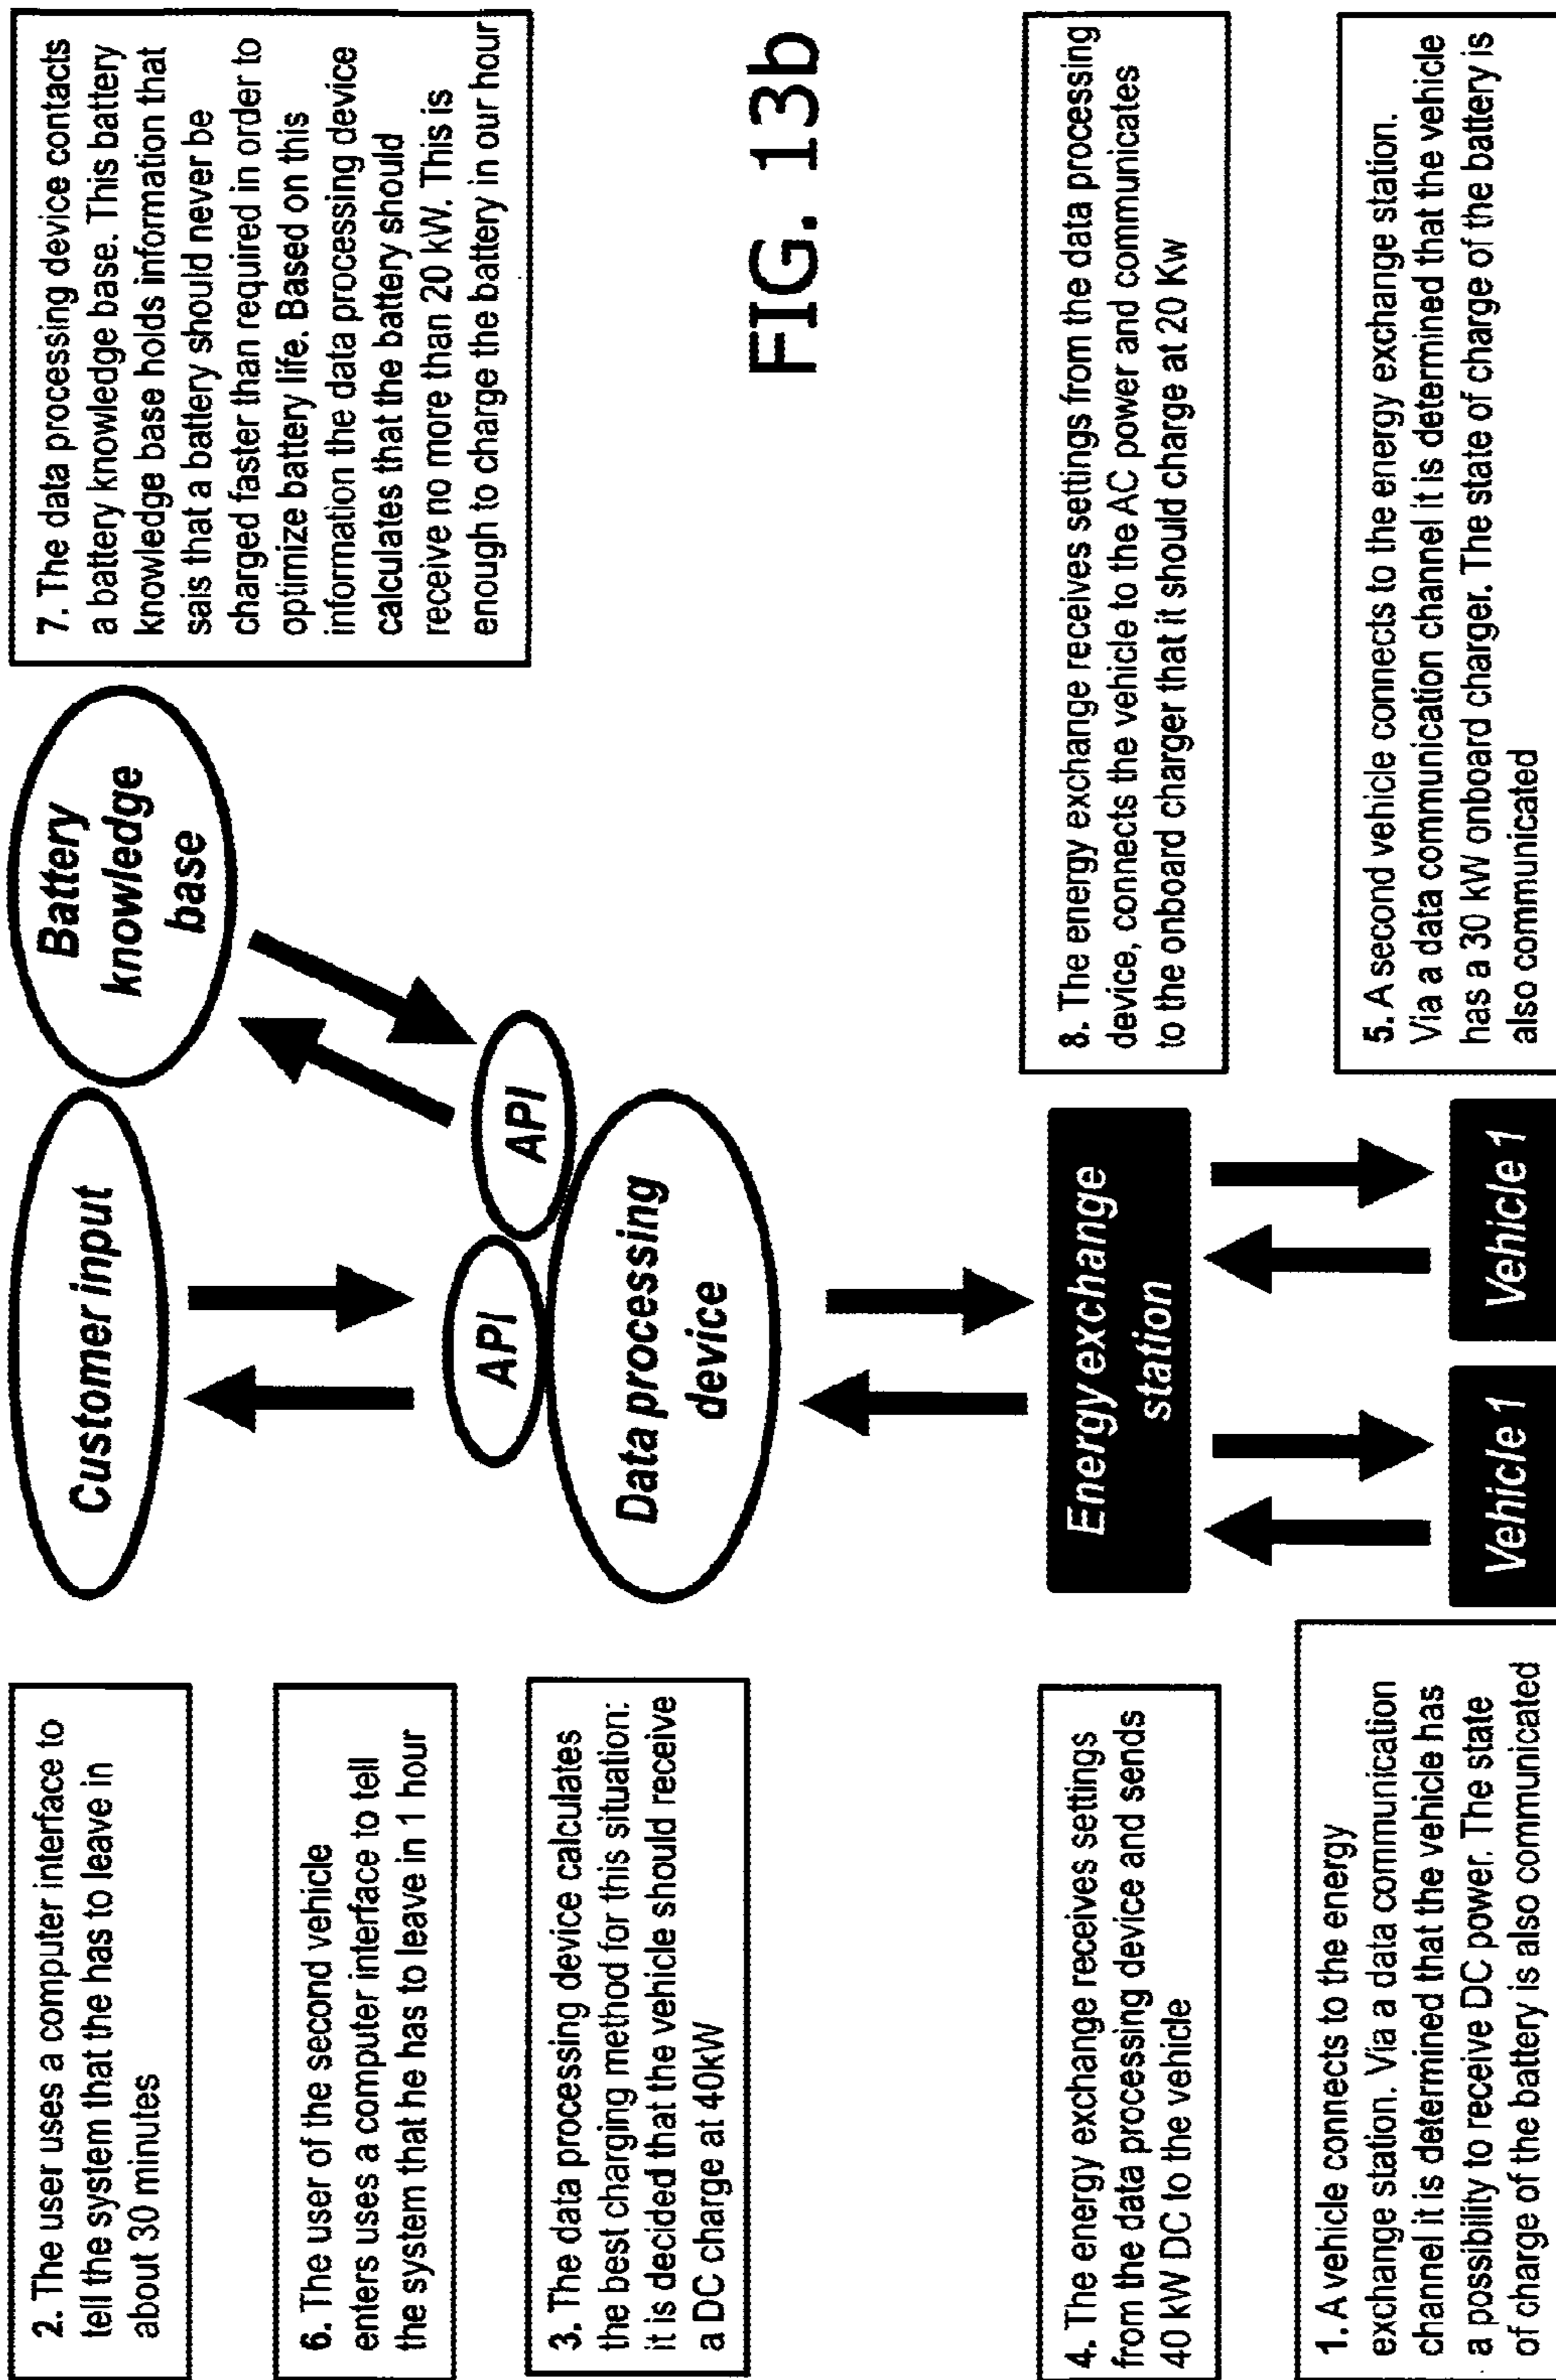 2. The user uses a computer interface to
tell the system that the has to leave in
about 30 minutes
6. The user of the second vehicle
enters uses a computer interface to tell
the system that he has to leave in 1 hour
3. The data processing device calculates
the best charging method for this situation:
it is decided that the vehicle should receive
a DC charge at 40kW
4. The energy exchange receives settings
from the data processing device and sends
40 kW DC to the vehicle
1. A vehicle connects to the energy
exchange station. Via a data communication
channel it is determined that the vehicle has
a possibility to receive DC power. The state
of charge of the battery is also communicated
Customer input
Battery
knowledge
base
API
API
Data processing
device
Energy exchange
station
Vehicle 1
Vehicle 1
7. The data processing device contacts
a battery knowledge base. This battery
knowledge base holds information that
sais that a battery should never be
charged faster than required in order to
optimize battery life. Based on this
information the data processing device
calculates that the battery should
receive no more than 20 kW. This is
enough to charge the battery in our hour
FIG. 13b
8. The energy exchange receives settings from the data processing
device, connects the vehicle to the AC power and communicates
to the onboard charger that it should charge at 20 Kw
5. A second vehicle connects to the energy exchange station.
Via a data communication channel it is determined that the vehicle
has a 30 kW onboard charger. The state of charge of the battery is
also communicated